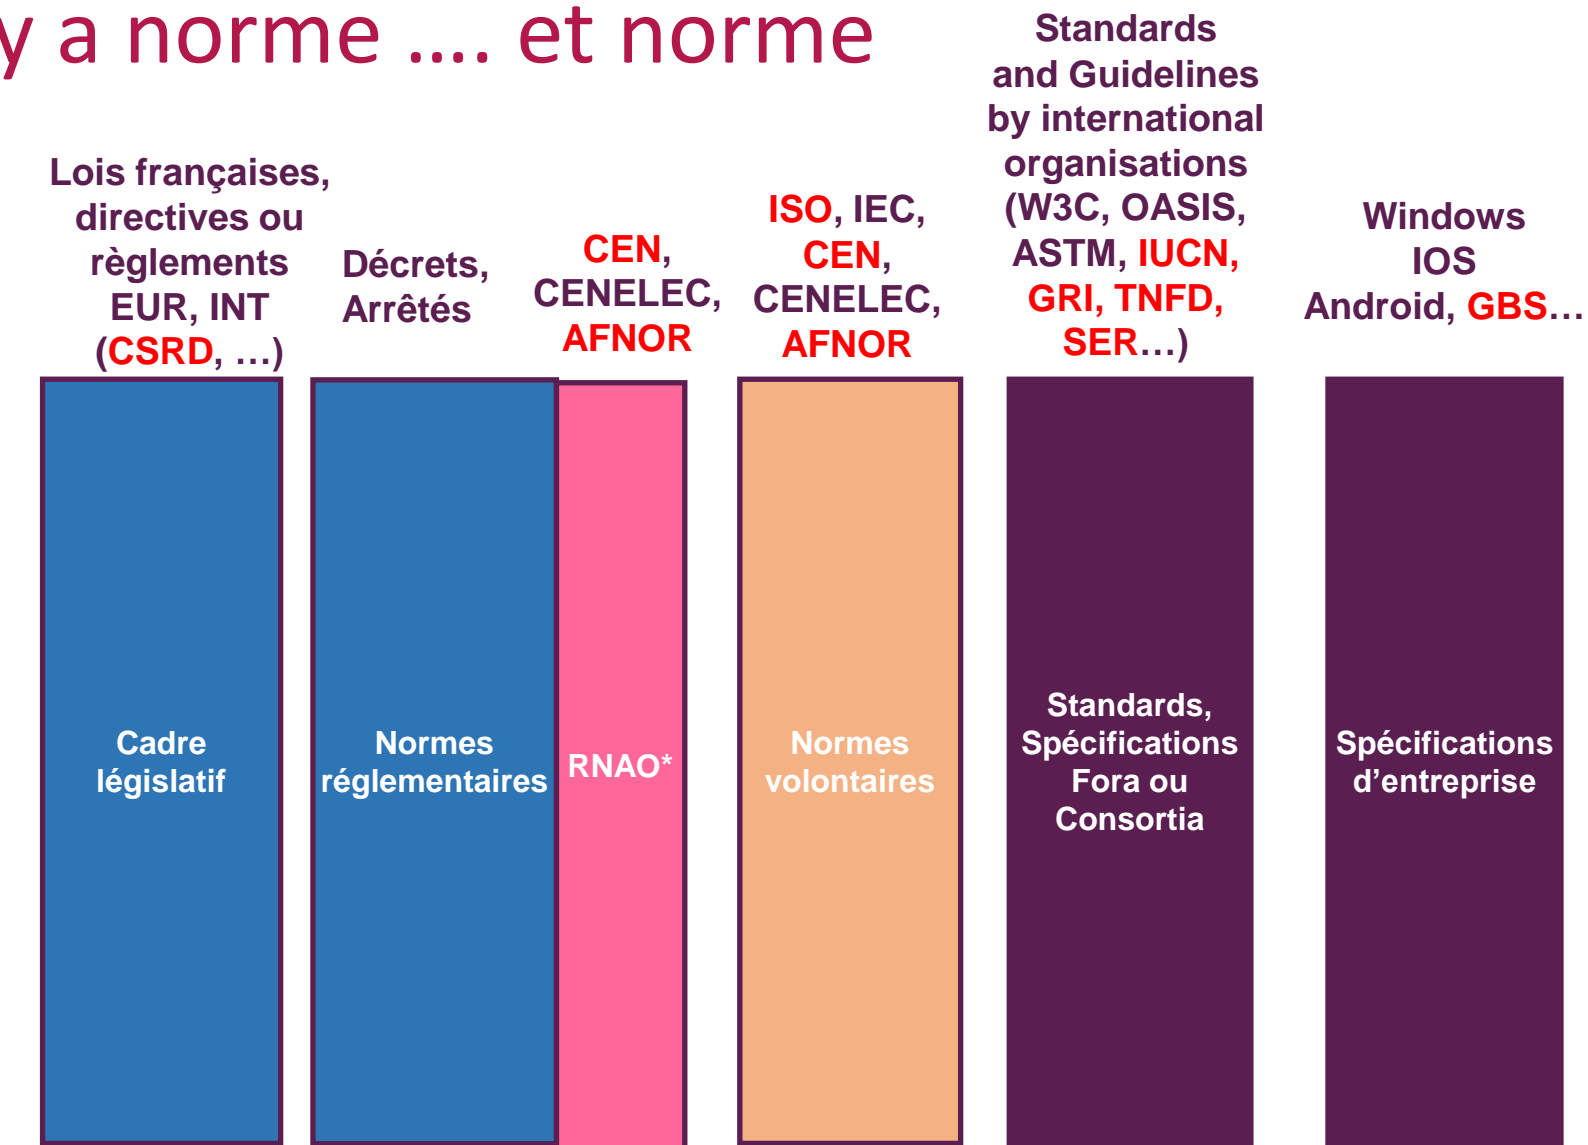 y a norme .... et norme
Lois françaises,
directives ou
règlements
EUR, INT
(CSRD, …)
Décrets,
Arrêtés
CEN,
CENELEC,
AFNOR
ISO, IEC,
CEN,
CENELEC,
AFNOR
Standards
and Guidelines
by international
organisations
(W3C, OASIS,
ASTM, IUCN,
GRI, TNFD,
SER…)
Windows
IOS
Android, GBS…
Cadre
législatif
Normes
réglementaires
RNAO*
Normes
volontaires
Standards,
Spécifications
Fora ou
Consortia
Spécifications
d’entreprise